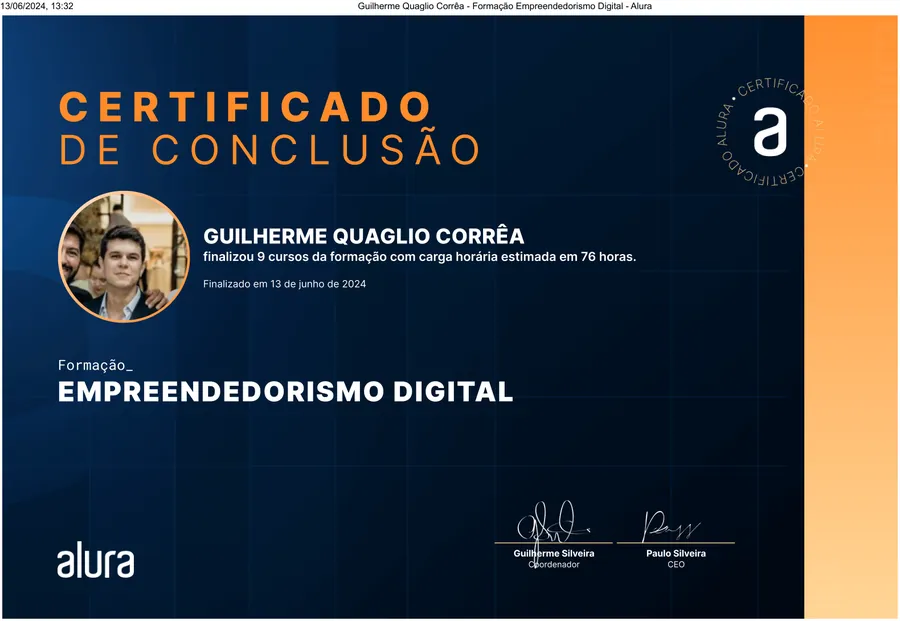 13/06/2024, 13:32
Guilherme Quaglio Corrêa - Formação Empreendedorismo Digital - Alura
CERTIFICADO
DE CONCLUSÃO
CERTIFICADO ALURA • CERTIFICADO ALURA •
a
GUILHERME QUAGLIO CORRÊA
finalizou 9 cursos da formação com carga horária estimada em 76 horas.
Finalizado em 13 de junho de 2024
Formação_
EMPREENDEDORISMO DIGITAL
alura
Guilherme Silveira
Coordenador
Paulo Silveira
CEO